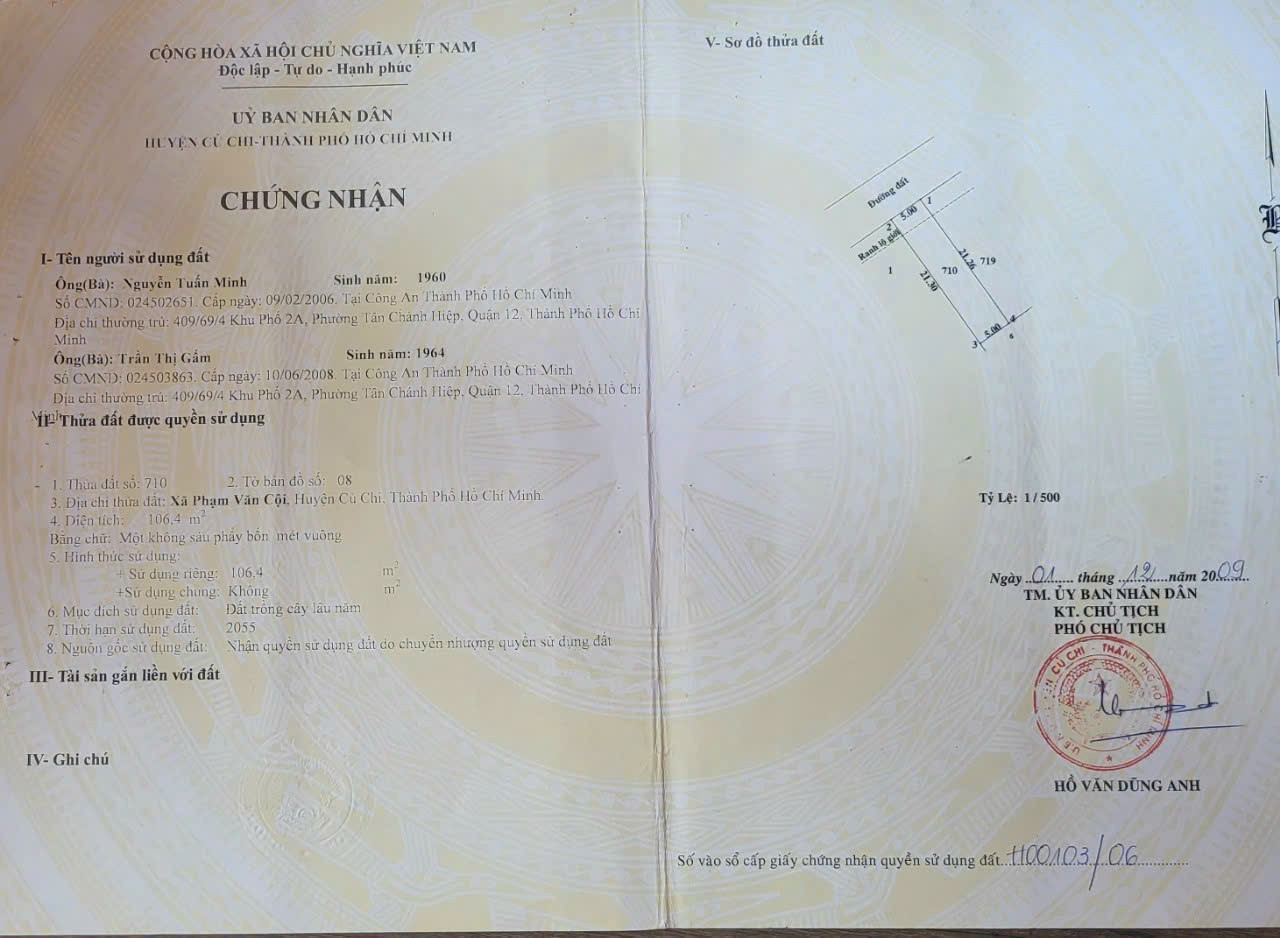 CỘNG HÒA XÃ HỘI CHỦ NGHĨA VIỆT NAM
Độc lập - Tự do - Hạnh phúc
UỶ BAN NHÂN DÂN
HUYỆN CỦ CHI-THÀNH PHỐ HỒ CHÍ MINH
CHỨNG NHẬN
I- Tên người sử dụng đất
Ông(Bà): Nguyễn Tuấn Minh Sinh năm: 1960
Số CMND: 024502651. Cấp ngày: 09/02/2006. Tại Công An Thành Phố Hồ Chí Minh
Địa chỉ thường trú: 409/69/4 Khu Phố 2A, Phường Tân Chánh Hiệp, Quận 12, Thành Phố Hồ Chí
Minh
Ông(Bà): Trần Thị Gấm Sinh năm: 1964
Số CMND: 024503863. Cấp ngày: 10/06/2008. Tại Công An Thành Phố Hồ Chí Minh
Địa chỉ thường trú: 409/69/4 Khu Phố 2A, Phường Tân Chánh Hiệp, Quận 12, Thành Phố Hồ Chí
Minh
II- Thửa đất được quyền sử dụng
1. Thửa đất số: 710 2. Tờ bản đồ số: 08
3. Địa chỉ thửa đất: Xã Phạm Văn Cội, Huyện Củ Chi, Thành Phố Hồ Chí Minh.
4. Diện tích: 106,4 m²
Bằng chữ: Một không sáu phẩy bốn mét vuông
5. Hình thức sử dụng:
+ Sử dụng riêng: 106,4 m²
+Sử dụng chung: Không m²
6. Mục đích sử dụng đất: Đất trồng cây lâu năm
7. Thời hạn sử dụng đất: 2055
8. Nguồn gốc sử dụng đất: Nhận quyền sử dụng đất do chuyển nhượng quyền sử dụng đất
III- Tài sản gắn liền với đất
IV- Ghi chú
V- Sơ đồ thửa đất
Đường đất
2 5.00 1
Ranh lộ giới
1 21.30 710 21.26 719
3 5.00 4
Tỷ Lệ: 1/500
Ngày 01 tháng 12 năm 2009
TM. ỦY BAN NHÂN DÂN
KT. CHỦ TỊCH
PHÓ CHỦ TỊCH
CỦ CHI - THÀNH PHỐ HỒ CHÍ MINH
HỒ VĂN DŨNG ANH
Số vào sổ cấp giấy chứng nhận quyền sử dụng đất H00103/06